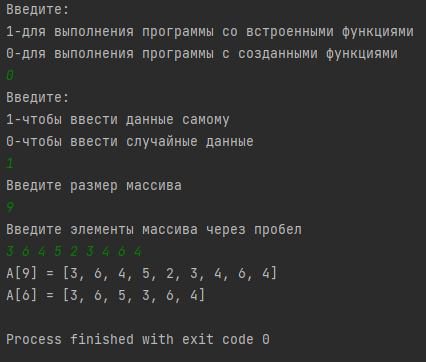 Введите:
1-для выполнения программы со встроенными функциями
0-для выполнения программы с созданными функциями
0
Введите:
1-чтобы ввести данные самому
0-чтобы ввести случайные данные
1
Введите размер массива
9
Введите элементы массива через пробел
3 6 4 5 2 3 4 6 4
A[9] = [3, 6, 4, 5, 2, 3, 4, 6, 4]
A[6] = [3, 6, 5, 3, 6, 4]
Process finished with exit code 0